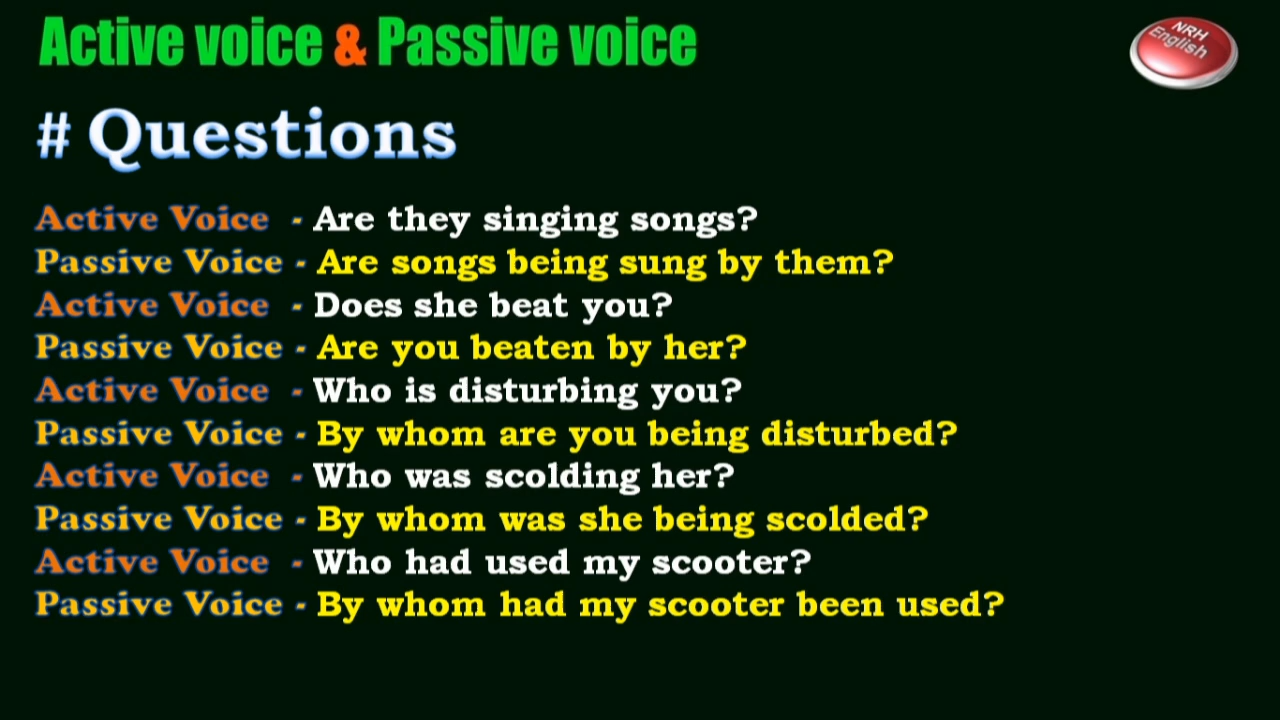 Active voice & Passive voice
NRH
English
# Questions
Active Voice - Are they singing songs?
Passive Voice - Are songs being sung by them?
Active Voice - Does she beat you?
Passive Voice - Are you beaten by her?
Active Voice - Who is disturbing you?
Passive Voice - By whom are you being disturbed?
Active Voice - Who was scolding her?
Passive Voice - By whom was she being scolded?
Active Voice - Who had used my scooter?
Passive Voice - By whom had my scooter been used?